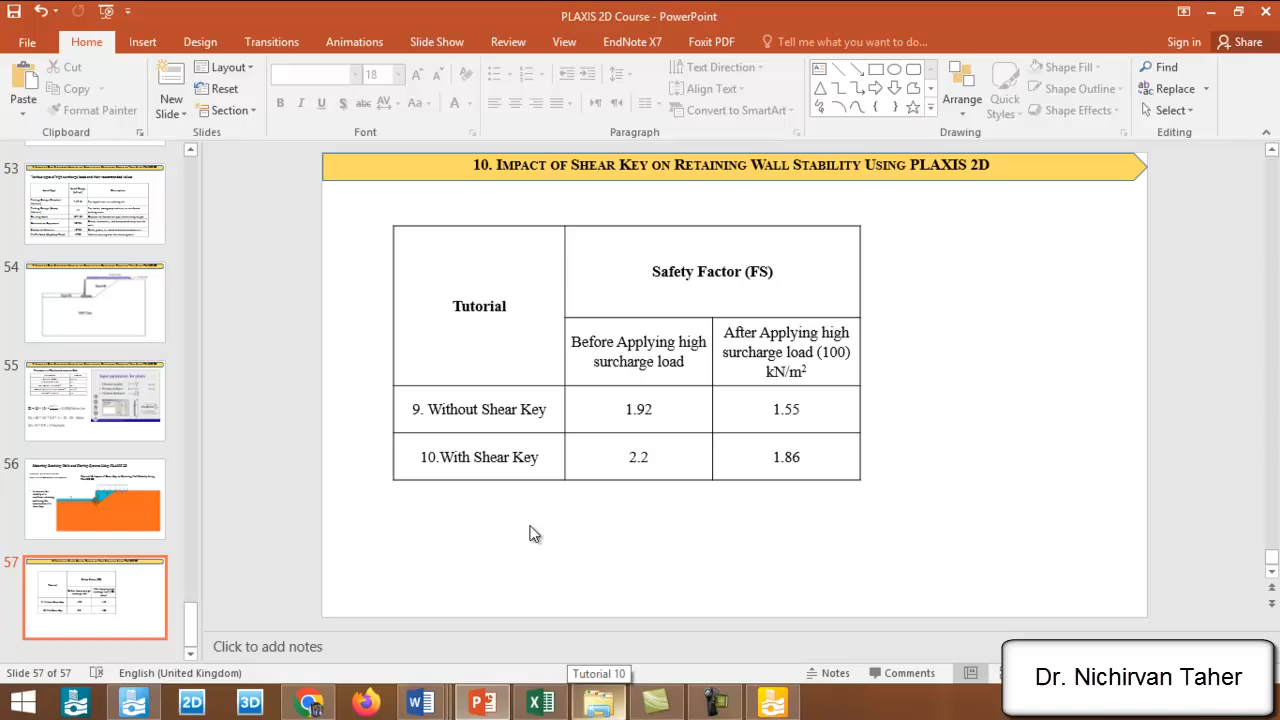 PLAXIS 2D Course - PowerPoint
File Home Insert Design Transitions Animations Slide Show Review View EndNote X7 Foxit PDF Tell me what you want to do... Sign in Share
Paste
Cut
Copy
Format Painter
Clipboard
New Slide
Layout
Reset
Section
Slides
18
B I U S abc AV Aa A
Font
Text Direction
Align Text
Convert to SmartArt
Paragraph
Arrange
Quick Styles
Shape Fill
Shape Outline
Shape Effects
Drawing
Find
Replace
Select
Editing
53
54
55
56
57
10. IMPACT OF SHEAR KEY ON RETAINING WALL STABILITY USING PLAXIS 2D
Tutorial
Safety Factor (FS)
Before Applying high surcharge load
After Applying high surcharge load (100) kN/m2
9. Without Shear Key 1.92 1.55
10.With Shear Key 2.2 1.86
Click to add notes
Slide 57 of 57 English (United Kingdom) Notes Comments
Tutorial 10
2D 3D
Dr. Nichirvan Taher